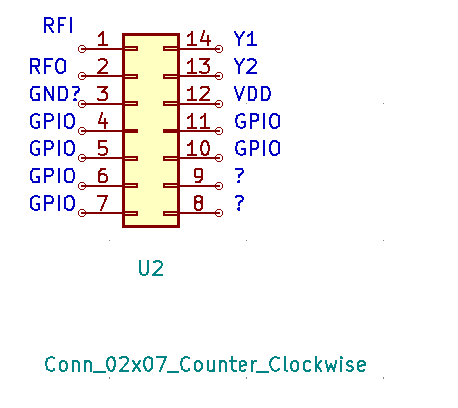 RFI
1 14 Y1
RFO 2 13 Y2
GND? 3 12 VDD
GPIO 4 11 GPIO
GPIO 5 10 GPIO
GPIO 6 9 ?
GPIO 7 8 ?
U2
Conn_02x07_Counter_Clockwise